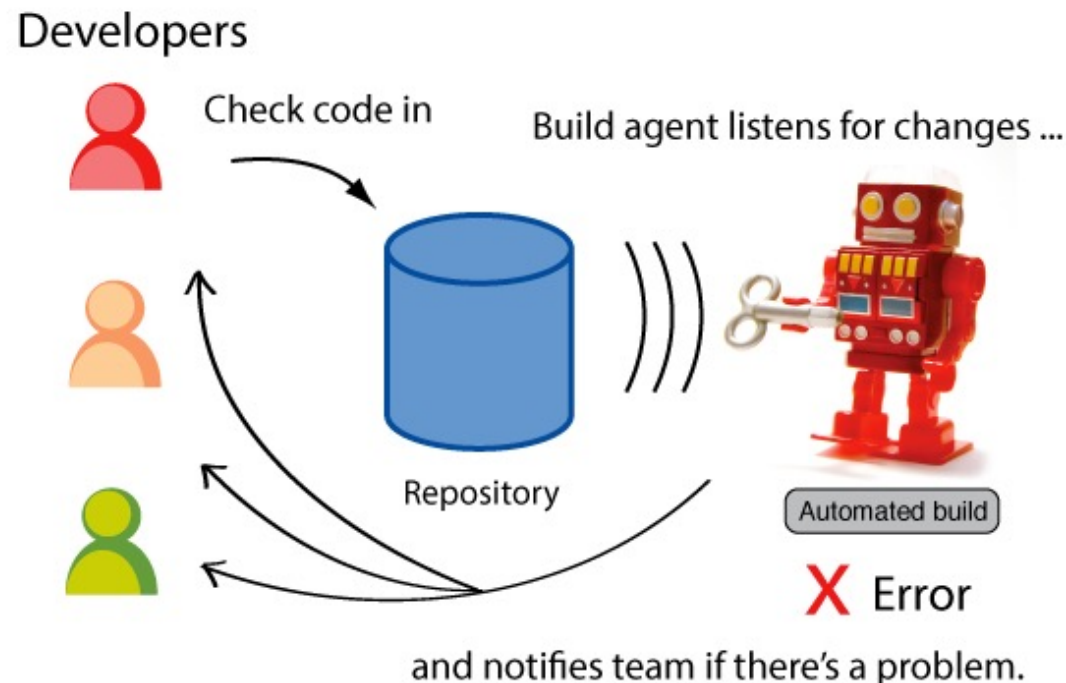 Developers
Check code in
Build agent listens for changes ...
Repository
Automated build
X Error
and notifies team if there's a problem.